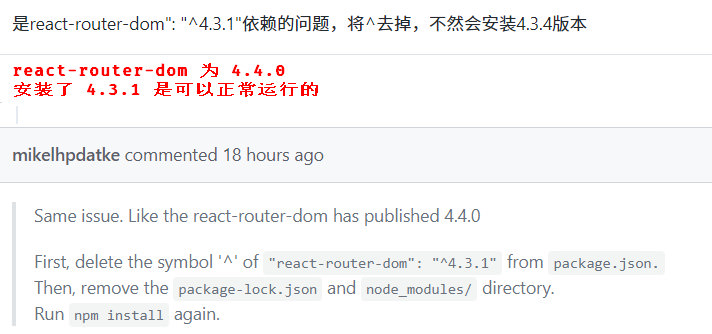 是react-router-dom": "^4.3.1"依赖的问题，将^去掉，不然会安装4.3.4版本
react-router-dom 为 4.4.0
安装了 4.3.1 是可以正常运行的
mikelhpdatke commented 18 hours ago
Same issue. Like the react-router-dom has published 4.4.0
First, delete the symbol '^' of "react-router-dom": "^4.3.1" from package.json.
Then, remove the package-lock.json and node_modules/ directory.
Run npm install again.